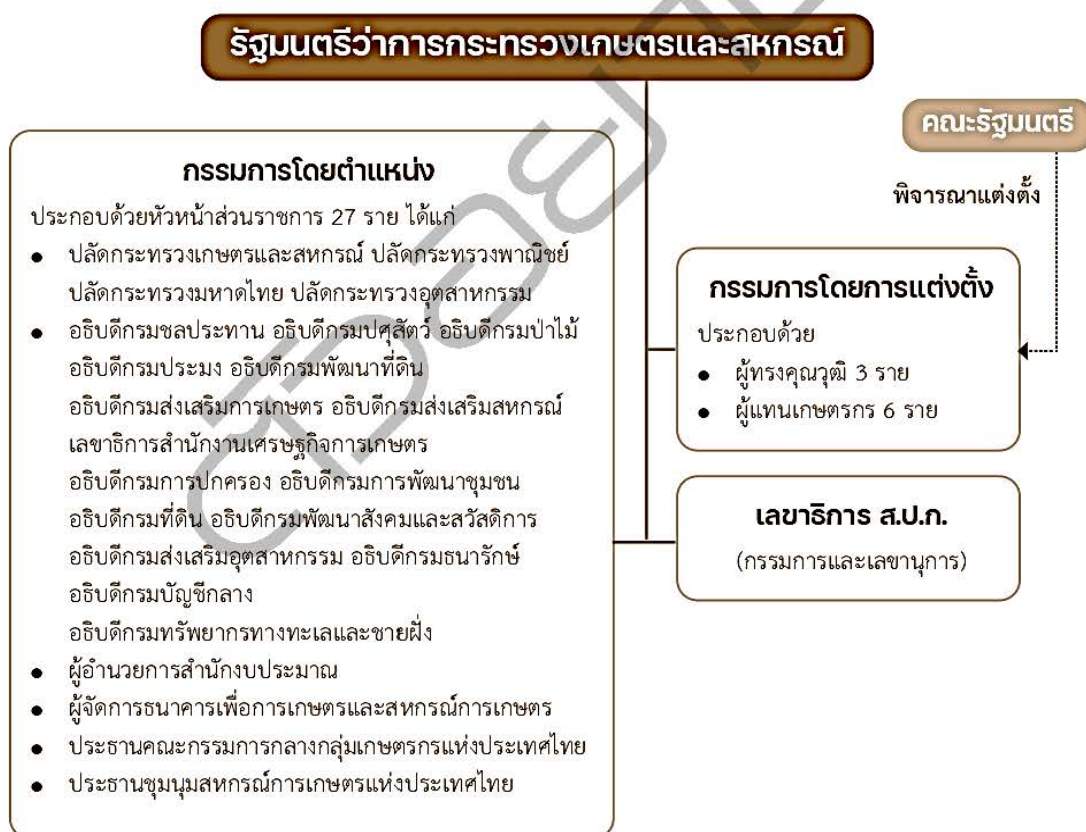 รัฐมนตรีว่าการกระทรวงเกษตรและสหกรณ์
คณะรัฐมนตรี
พิจารณาแต่งตั้ง
กรรมการโดยตำแหน่ง
ประกอบด้วยหัวหน้าส่วนราชการ 27 ราย ได้แก่
● ปลัดกระทรวงเกษตรและสหกรณ์ ปลัดกระทรวงพาณิชย์
ปลัดกระทรวงมหาดไทย ปลัดกระทรวงอุตสาหกรรม
● อธิบดีกรมชลประทาน อธิบดีกรมปศุสัตว์ อธิบดีกรมป่าไม้
อธิบดีกรมประมง อธิบดีกรมพัฒนาที่ดิน
อธิบดีกรมส่งเสริมการเกษตร อธิบดีกรมส่งเสริมสหกรณ์
เลขาธิการสำนักงานเศรษฐกิจการเกษตร
อธิบดีกรมการปกครอง อธิบดีกรมการพัฒนาชุมชน
อธิบดีกรมที่ดิน อธิบดีกรมพัฒนาสังคมและสวัสดิการ
อธิบดีกรมส่งเสริมอุตสาหกรรม อธิบดีกรมธนารักษ์
อธิบดีกรมบัญชีกลาง
อธิบดีกรมทรัพยากรทางทะเลและชายฝั่ง
● ผู้อำนวยการสำนักงบประมาณ
● ผู้จัดการธนาคารเพื่อการเกษตรและสหกรณ์การเกษตร
● ประธานคณะกรรมการกลางกลุ่มเกษตรกรแห่งประเทศไทย
● ประธานชุมนุมสหกรณ์การเกษตรแห่งประเทศไทย
กรรมการโดยการแต่งตั้ง
ประกอบด้วย
● ผู้ทรงคุณวุฒิ 3 ราย
● ผู้แทนเกษตรกร 6 ราย
เลขาธิการ ส.ป.ก.
(กรรมการและเลขานุการ)